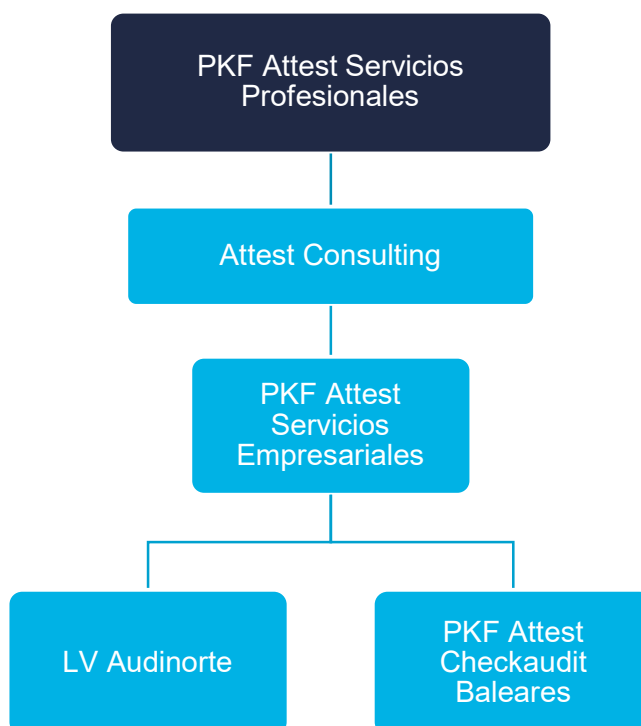 PKF Attest Servicios
Profesionales
Attest Consulting
PKF Attest
Servicios
Empresariales
LV Audinorte
PKF Attest
Checkaudit
Baleares